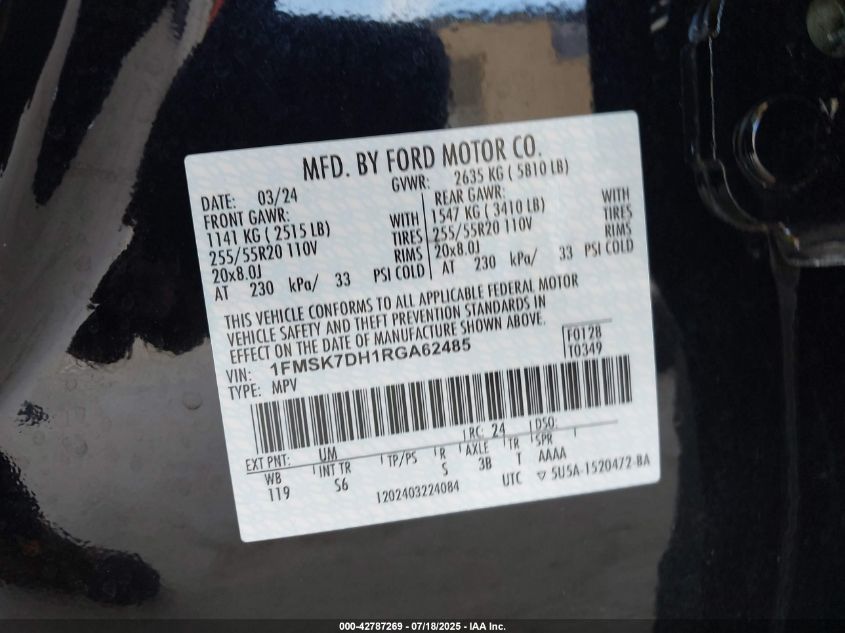 MFD. BY FORD MOTOR CO.
DATE: 03/24 GVWR: 2635 KG ( 5810 LB)
FRONT GAWR: REAR GAWR:
1141 KG ( 2515 LB) WITH 1547 KG ( 3410 LB) WITH
255/55R20 110V TIRES 255/55R20 110V TIRES
20x8.0J RIMS 20x8.0J RIMS
AT 230 kPa/ 33 PSI COLD AT 230 kPa/ 33 PSI COLD
THIS VEHICLE CONFORMS TO ALL APPLICABLE FEDERAL MOTOR
VEHICLE SAFETY AND THEFT PREVENTION STANDARDS IN
EFFECT ON THE DATE OF MANUFACTURE SHOWN ABOVE.
VIN: 1FMSK7DH1RGA62485 F0128
TYPE: MPV T0349
EXT PNT: UM RC: 24 DSO:
WB INT TR TP/PS R AXLE TR SPR
119 S6 S 3B T AAAA
1202403224084 UTC ▽ 5U5A-1520472-BA
000-42787269 - 07/18/2025 - IAA Inc.